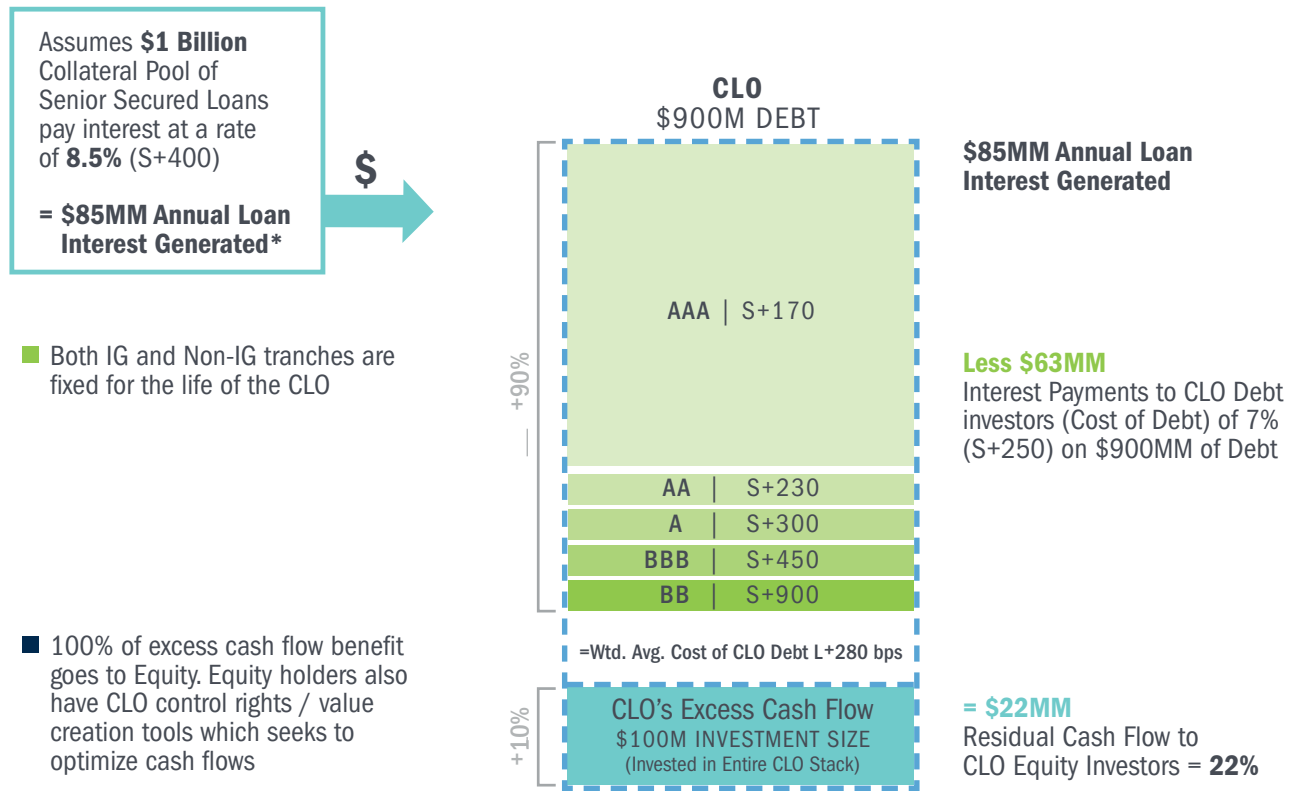 Assumes $1 Billion
Collateral Pool of
Senior Secured Loans
pay interest at a rate
of 8.5% (S+400)
= $85MM Annual Loan
Interest Generated*
$
Both IG and Non-IG tranches are
fixed for the life of the CLO
100% of excess cash flow benefit
goes to Equity. Equity holders also
have CLO control rights / value
creation tools which seeks to
optimize cash flows
CLO
$900M DEBT
+90%
AAA | S+170
AA | S+230
A | S+300
BBB | S+450
BB | S+900
=Wtd. Avg. Cost of CLO Debt L+280 bps
+10%
CLO's Excess Cash Flow
$100M INVESTMENT SIZE
(Invested in Entire CLO Stack)
$85MM Annual Loan
Interest Generated
Less $63MM
Interest Payments to CLO Debt
investors (Cost of Debt) of 7%
(S+250) on $900MM of Debt
= $22MM
Residual Cash Flow to
CLO Equity Investors = 22%